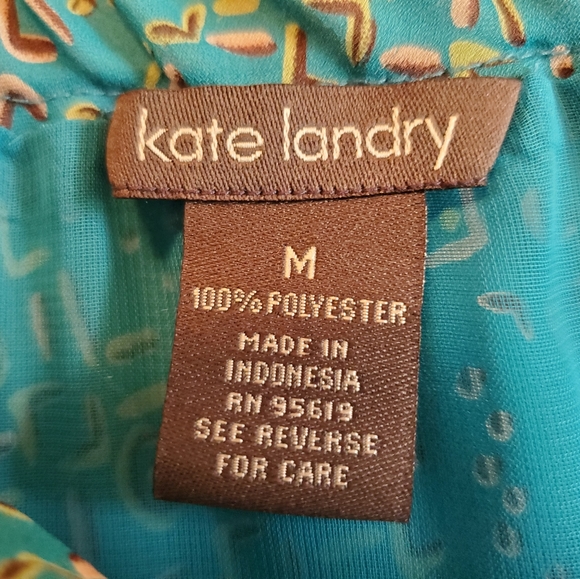 kate landry
M
100% POLYESTER
MADE IN
INDONESIA
RN 95619
SEE REVERSE
FOR CARE